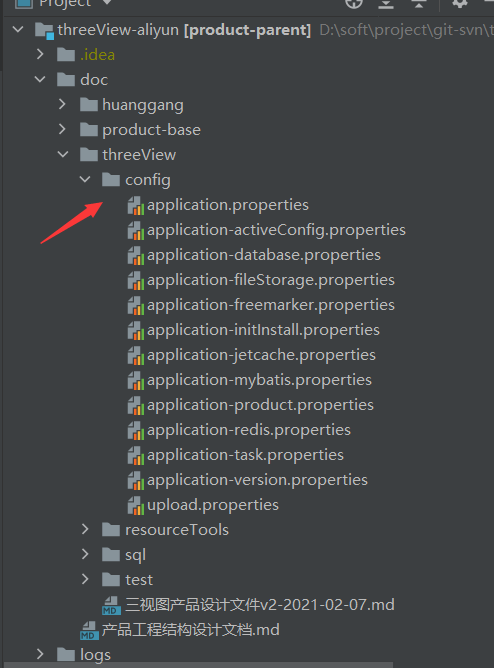 Project
threeView-aliyun [product-parent] D:\soft\project\git-svn\t
.idea
doc
huanggang
product-base
threeView
config
application.properties
application-activeConfig.properties
application-database.properties
application-fileStorage.properties
application-freemarker.properties
application-initInstall.properties
application-jetcache.properties
application-mybatis.properties
application-product.properties
application-redis.properties
application-task.properties
application-version.properties
upload.properties
resourceTools
sql
test
MD 三视图产品设计文件v2-2021-02-07.md
MD 产品工程结构设计文档.md
logs